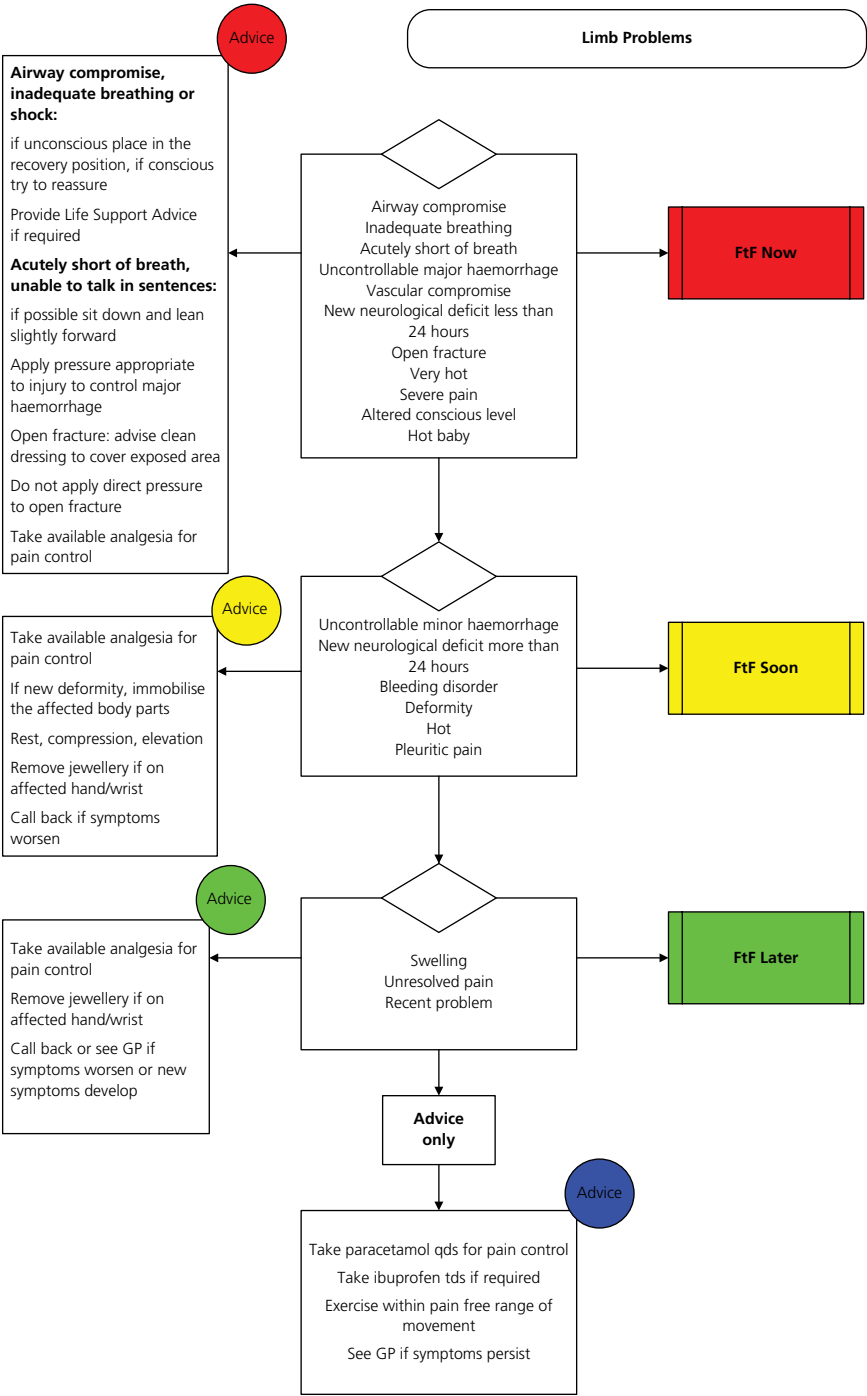 Limb Problems
Advice
Airway compromise,
inadequate breathing or
shock:
if unconscious place in the
recovery position, if conscious
try to reassure
Provide Life Support Advice
if required
Acutely short of breath,
unable to talk in sentences:
if possible sit down and lean
slightly forward
Apply pressure appropriate
to injury to control major
haemorrhage
Open fracture: advise clean
dressing to cover exposed area
Do not apply direct pressure
to open fracture
Take available analgesia for
pain control
Airway compromise
Inadequate breathing
Acutely short of breath
Uncontrollable major haemorrhage
Vascular compromise
New neurological deficit less than
24 hours
Open fracture
Very hot
Severe pain
Altered conscious level
Hot baby
FtF Now
Advice
Take available analgesia for
pain control
If new deformity, immobilise
the affected body parts
Rest, compression, elevation
Remove jewellery if on
affected hand/wrist
Call back if symptoms
worsen
Uncontrollable minor haemorrhage
New neurological deficit more than
24 hours
Bleeding disorder
Deformity
Hot
Pleuritic pain
FtF Soon
Advice
Take available analgesia for
pain control
Remove jewellery if on
affected hand/wrist
Call back or see GP if
symptoms worsen or new
symptoms develop
Swelling
Unresolved pain
Recent problem
FtF Later
Advice
only
Advice
Take paracetamol qds for pain control
Take ibuprofen tds if required
Exercise within pain free range of
movement
See GP if symptoms persist